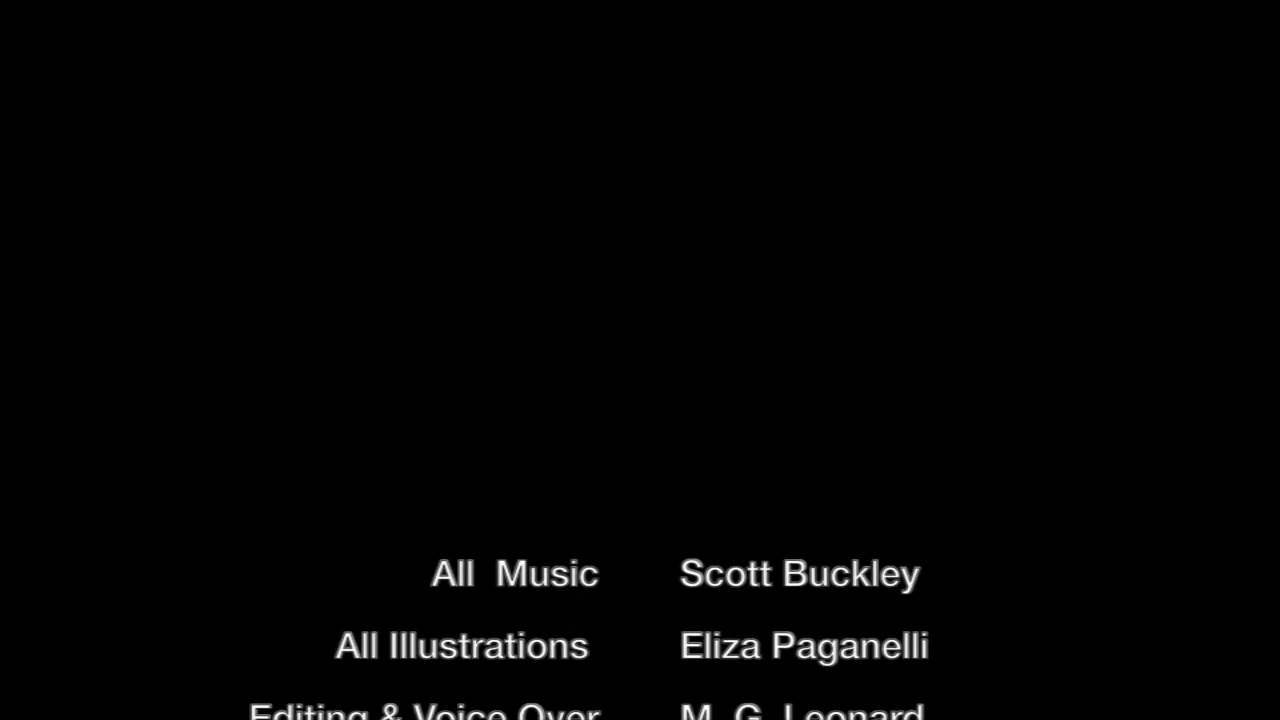 All  Music Scott Buckley
All Illustrations Eliza Paganelli
Editing & Voice Over M. G. Leonard